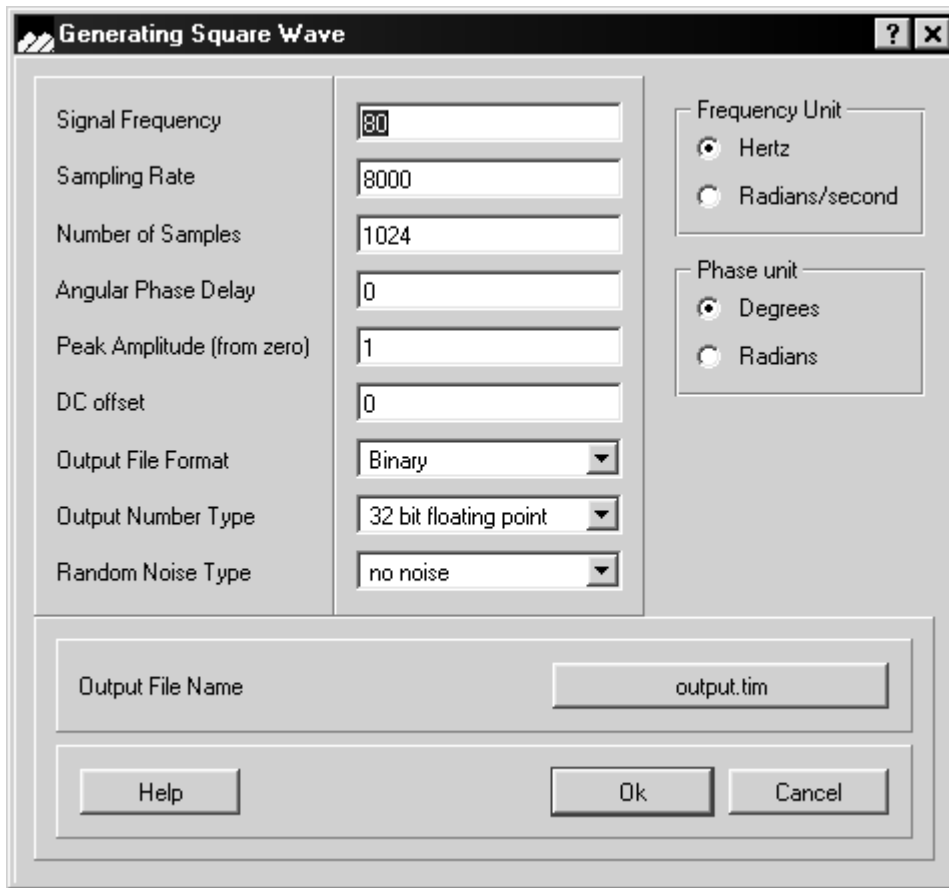 Generating Square Wave
Signal Frequency 80
Sampling Rate 8000
Number of Samples 1024
Angular Phase Delay 0
Peak Amplitude (from zero) 1
DC offset 0
Output File Format Binary
Output Number Type 32 bit floating point
Random Noise Type no noise
Frequency Unit
Hertz
Radians/second
Phase unit
Degrees
Radians
Output File Name output.tim
Help Ok Cancel